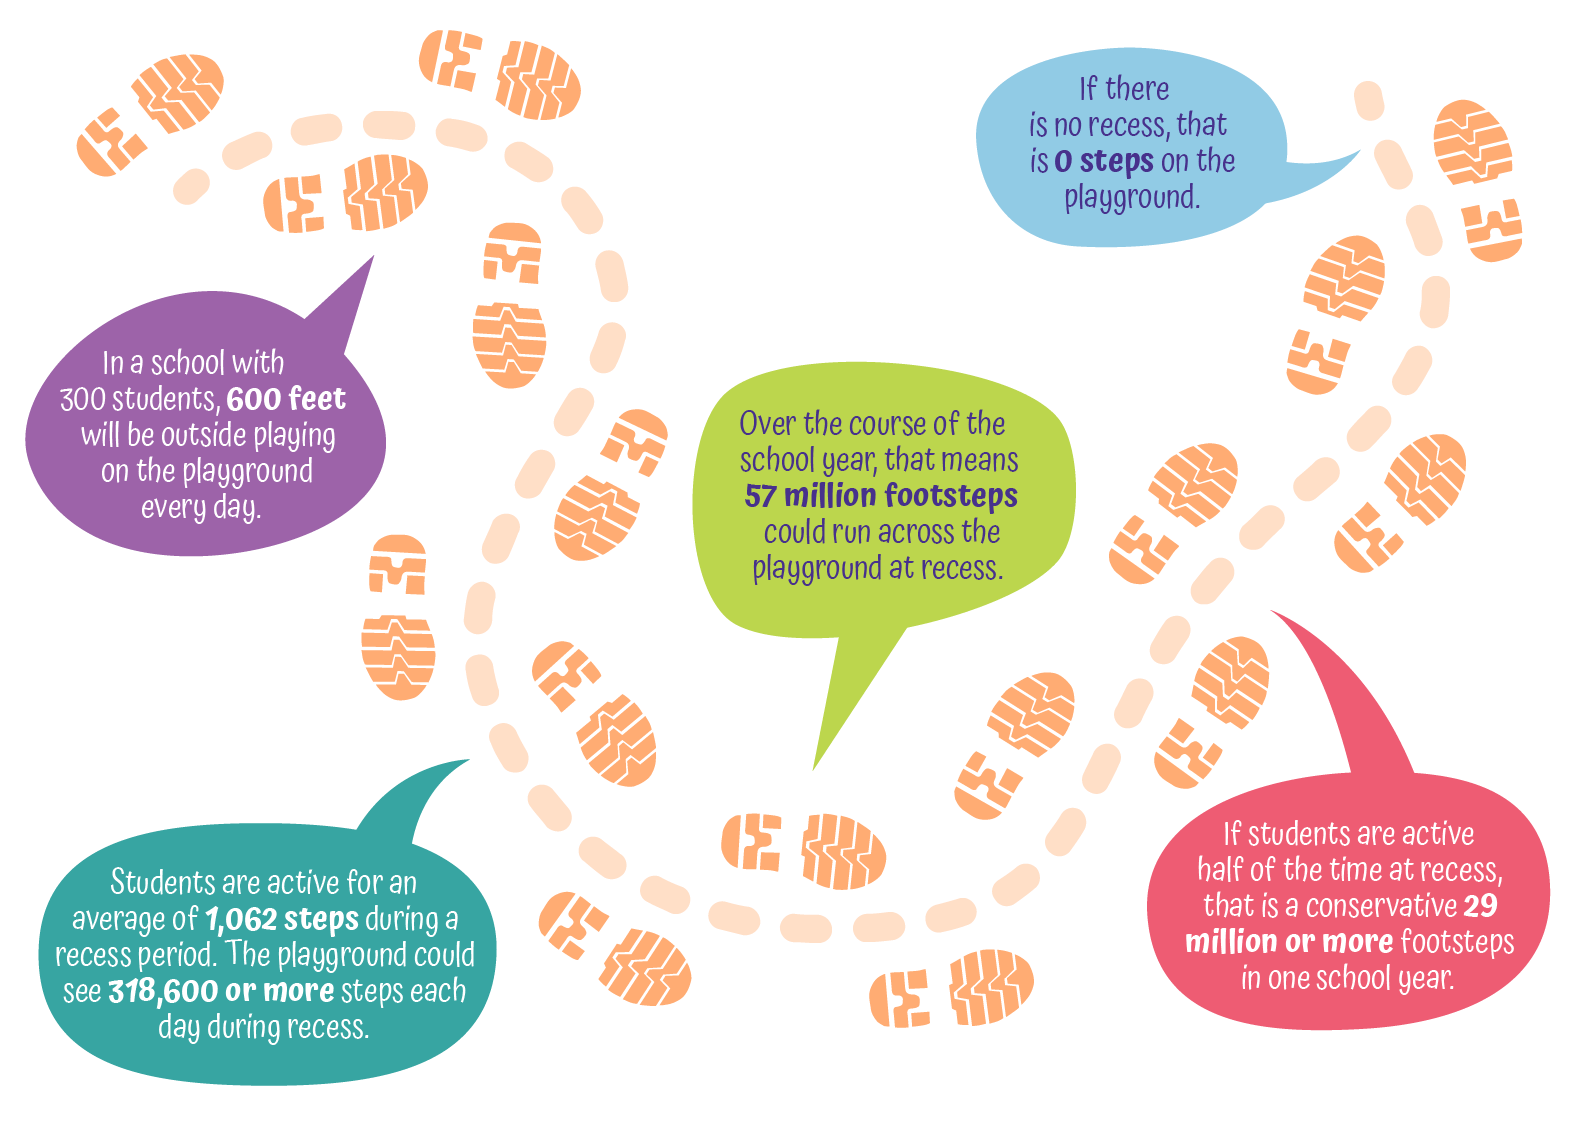 In a school with
300 students, 600 feet
will be outside playing
on the playground
every day.
Students are active for an
average of 1,062 steps during a
recess period. The playground could
see 318,600 or more steps each
day during recess.
Over the course of the
school year, that means
57 million footsteps
could run across the
playground at recess.
If students are active
half of the time at recess,
that is a conservative 29
million or more footsteps
in one school year.
If there
is no recess, that
is 0 steps on the
playground.